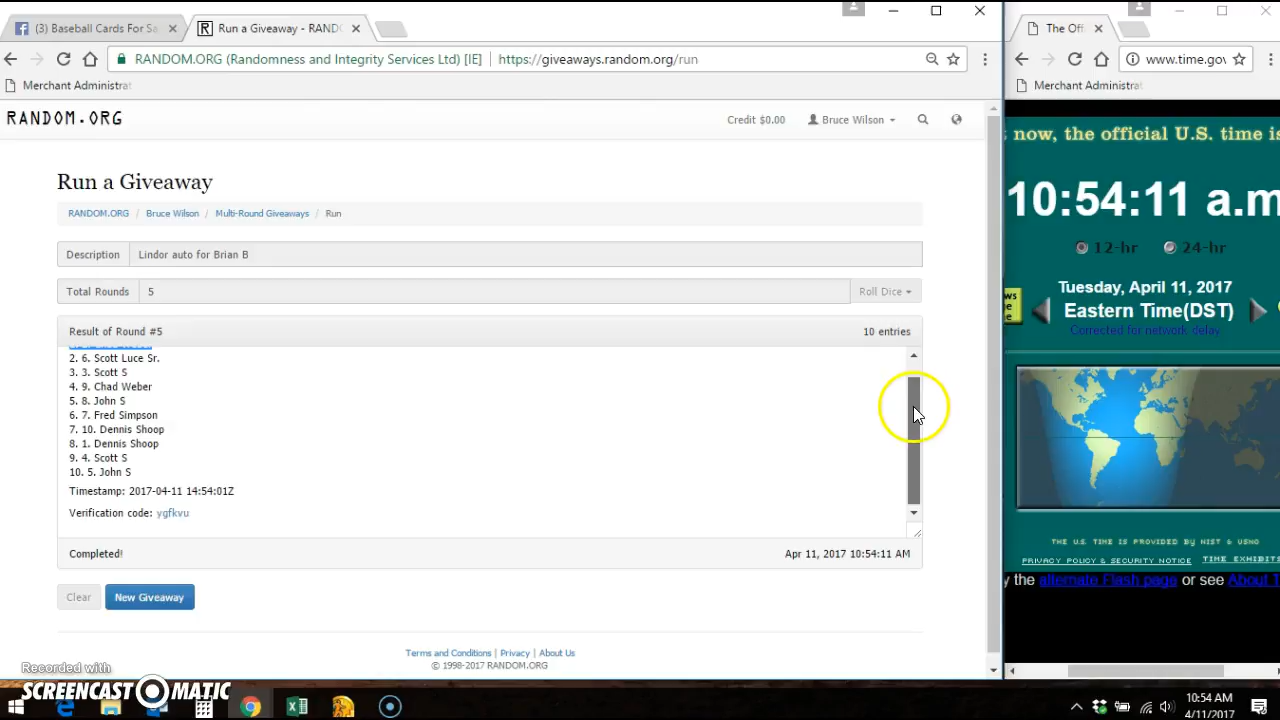 (3) Baseball Cards For Sa
Run a Giveaway - RAND
The Off
RANDOM.ORG (Randomness and Integrity Services Ltd) [IE] https://giveaways.random.org/run
www.time.gov
Merchant Administrat
Merchant Administrat
RANDOM.ORG
Credit $0.00
Bruce Wilson
now, the official U.S. time is
Run a Giveaway
10:54:11 a.m
RANDOM.ORG / Bruce Wilson / Multi-Round Giveaways / Run
12-hr
24-hr
Description
Lindor auto for Brian B
Total Rounds
5
Roll Dice
Tuesday, April 11, 2017
Eastern Time(DST)
Corrected for network delay
Result of Round #5
10 entries
2. 6. Scott Luce Sr.
3. 3. Scott S
4. 9. Chad Weber
5. 8. John S
6. 7. Fred Simpson
7. 10. Dennis Shoop
8. 1. Dennis Shoop
9. 4. Scott S
10. 5. John S
Timestamp: 2017-04-11 14:54:01Z
Verification code: ygfkvu
Completed!
Apr 11, 2017 10:54:11 AM
THE U.S. TIME IS PROVIDED BY NIST & USNO
PRIVACY POLICY & SECURITY NOTICE
TIME EXHIBITS
y the alternate Flash page or see About T
Clear
New Giveaway
Terms and Conditions | Privacy | About Us
© 1998-2017 RANDOM.ORG
Recorded with
SCREENCAST-O-MATIC
10:54 AM
4/11/2017